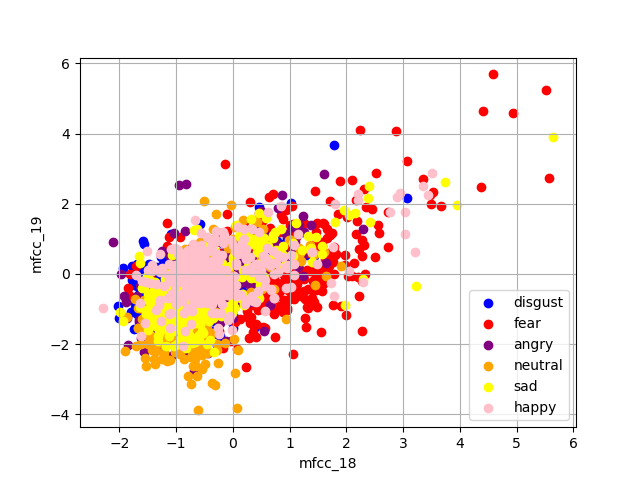 6
4
2
0
−2
−4
mfcc_19
−2
−1
0
1
2
3
4
5
6
mfcc_18
disgust
fear
angry
neutral
sad
happy